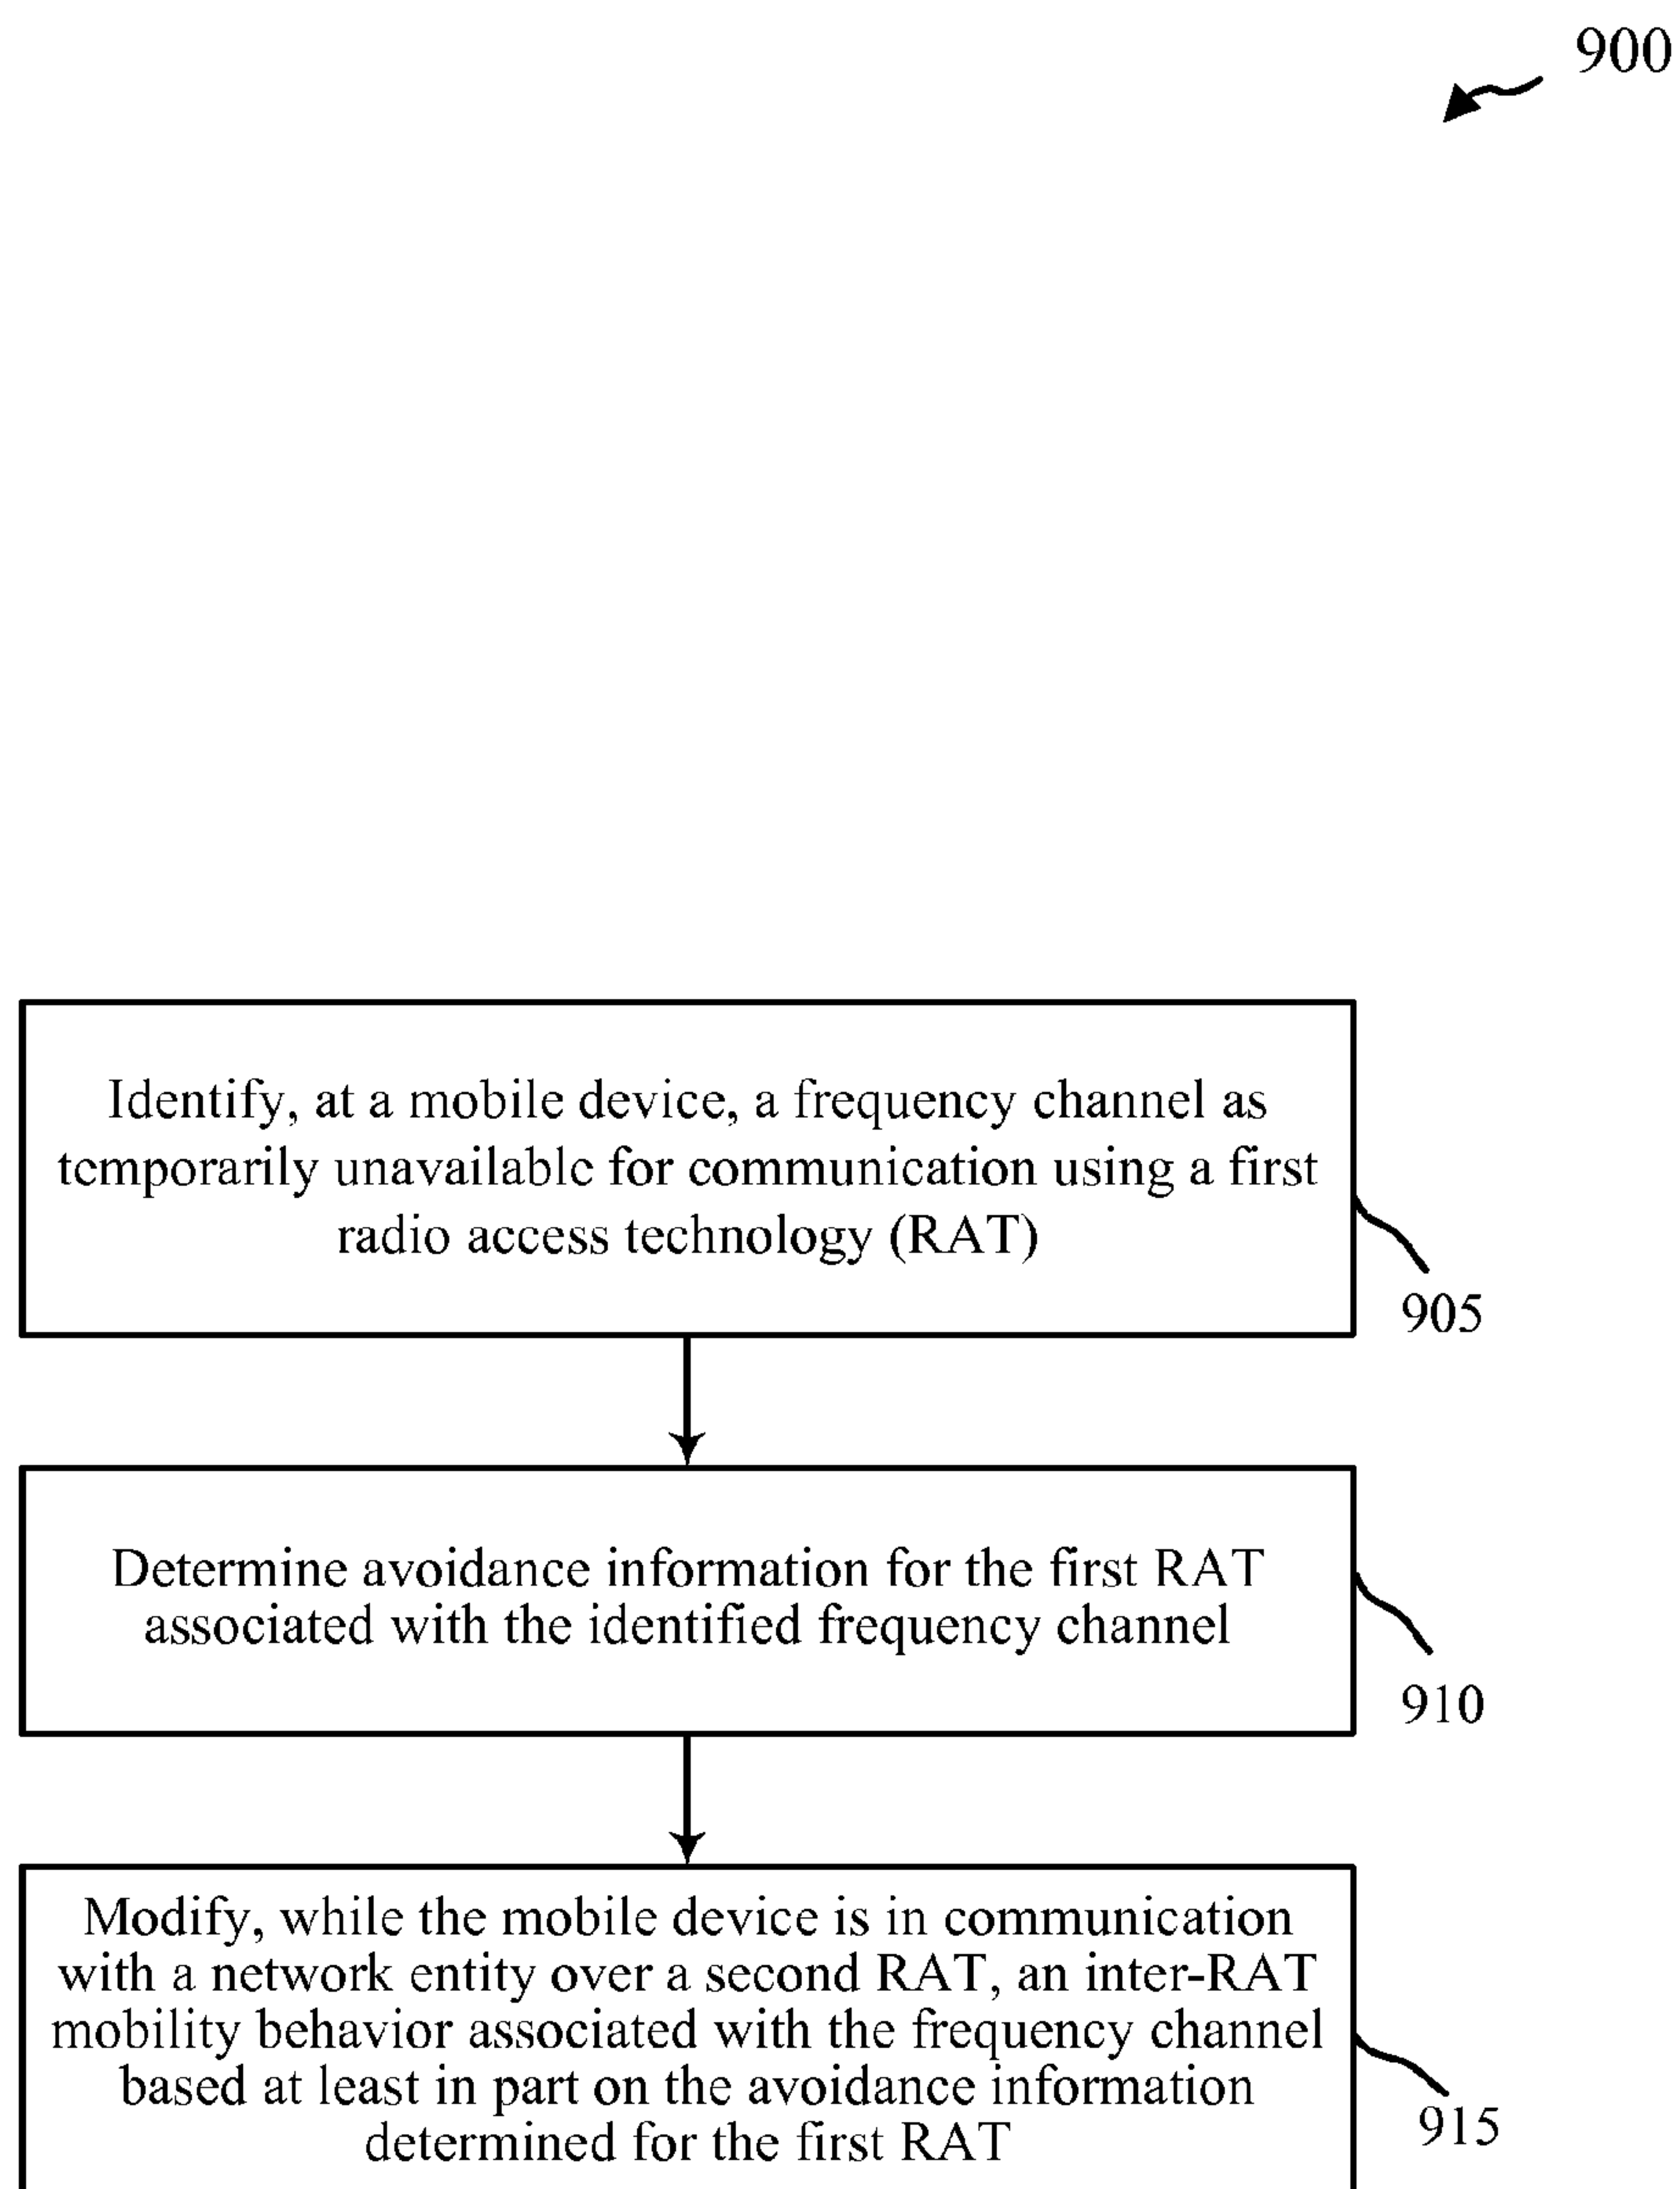 900
Identify, at a mobile device, a frequency channel as
temporarily unavailable for communication using a first
radio access technology (RAT)
905
Determine avoidance information for the first RAT
associated with the identified frequency channel
910
Modify, while the mobile device is in communication
with a network entity over a second RAT, an inter-RAT
mobility behavior associated with the frequency channel
based at least in part on the avoidance information
determined for the first RAT
915